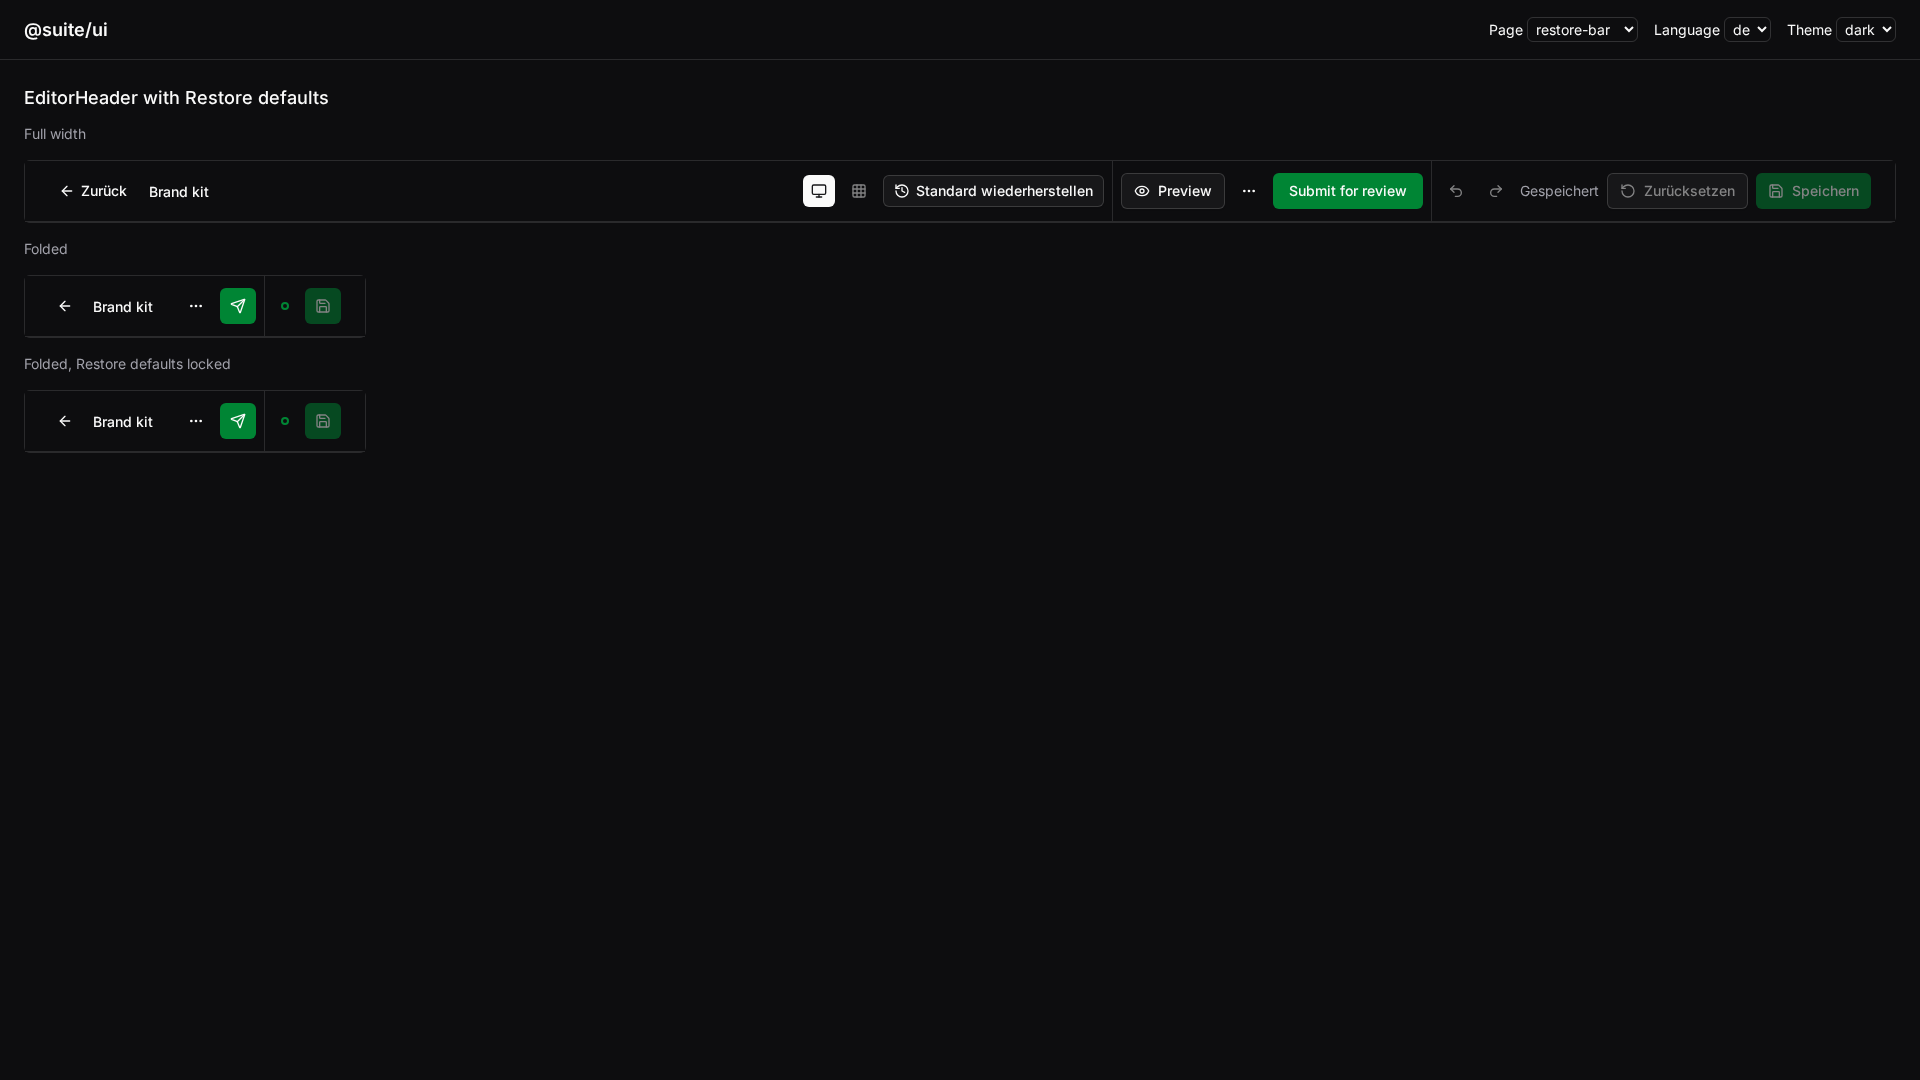 @suite/ui
Page restore-bar Language de Theme dark
EditorHeader with Restore defaults
Full width
Zurück Brand kit Standard wiederherstellen Preview Submit for review Gespeichert Zurücksetzen Speichern
Folded
Brand kit
Folded, Restore defaults locked
Brand kit